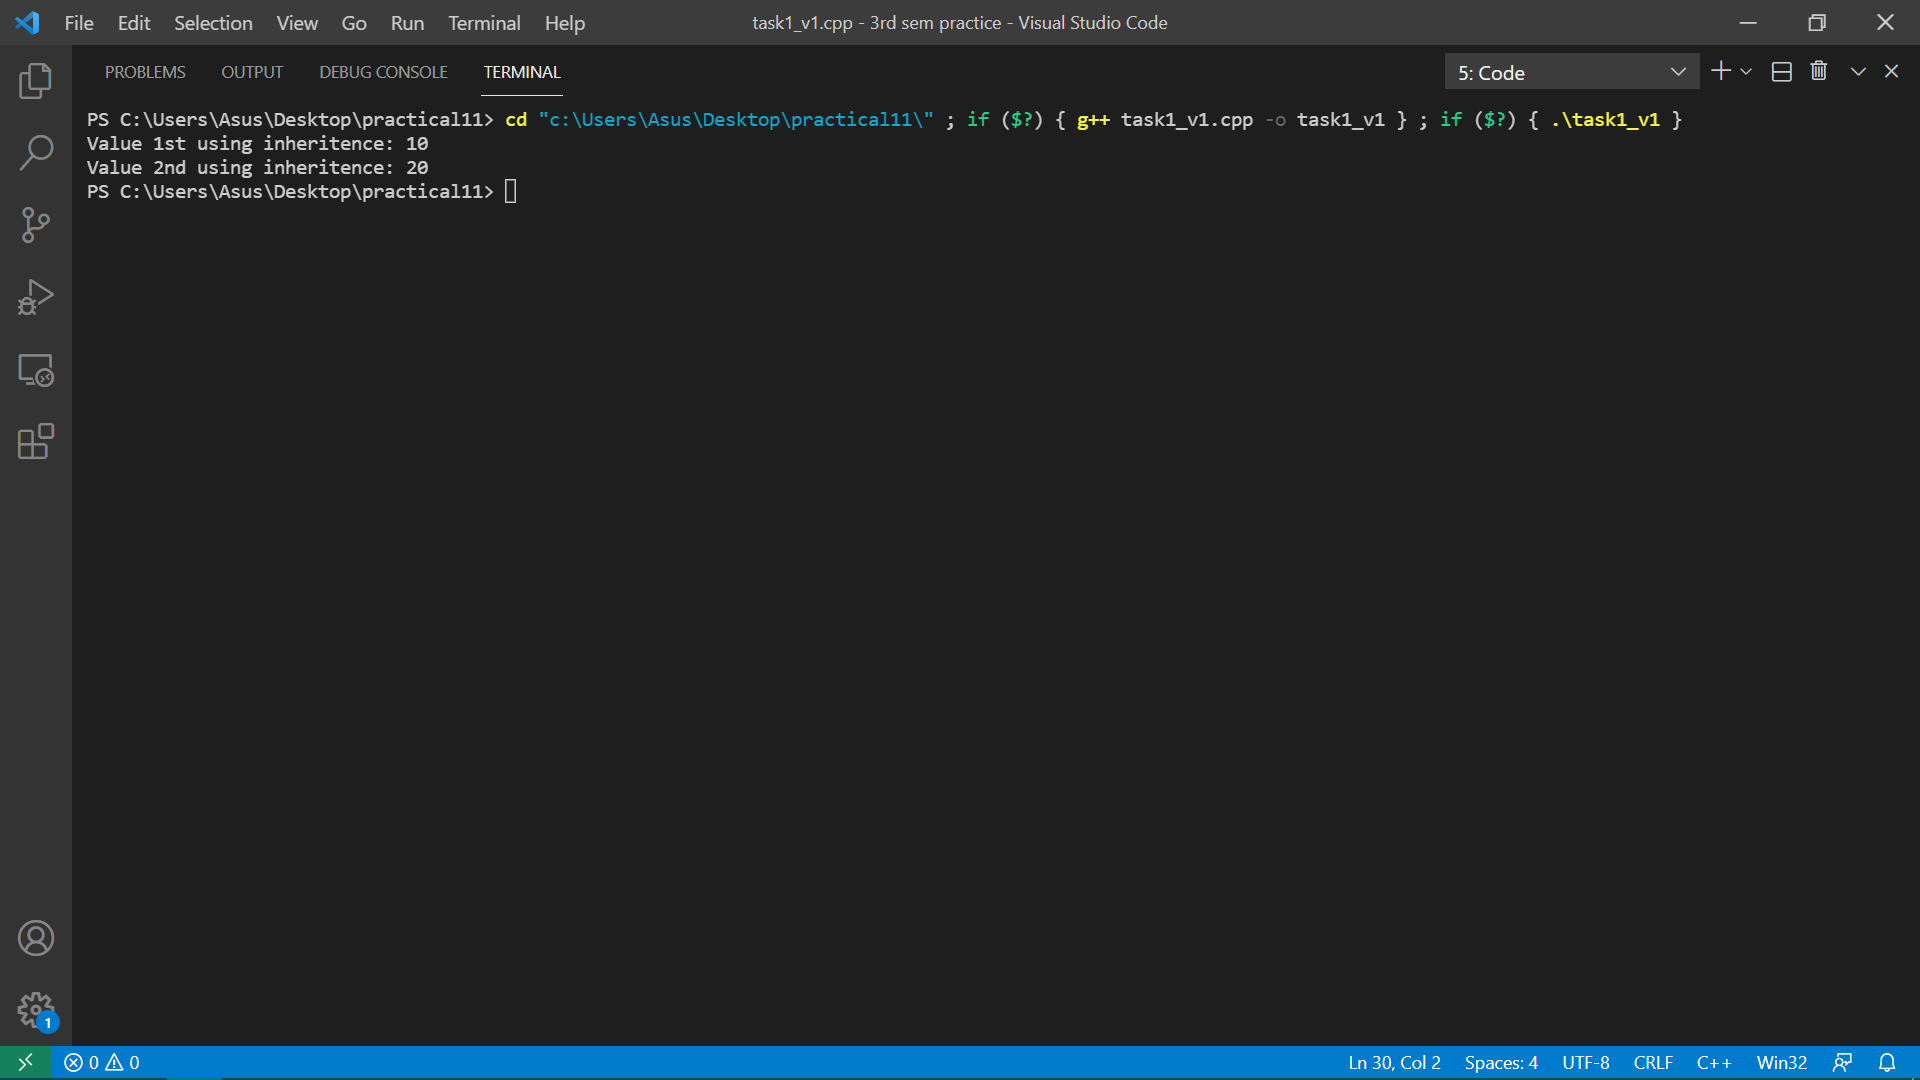 File Edit Selection View Go Run Terminal Help task1_v1.cpp - 3rd sem practice - Visual Studio Code
PROBLEMS OUTPUT DEBUG CONSOLE TERMINAL 5: Code
PS C:\Users\Asus\Desktop\practical11> cd "c:\Users\Asus\Desktop\practical11\" ; if ($?) { g++ task1_v1.cpp -o task1_v1 } ; if ($?) { .\task1_v1 }
Value 1st using inheritence: 10
Value 2nd using inheritence: 20
PS C:\Users\Asus\Desktop\practical11>
1
0 0 Ln 30, Col 2 Spaces: 4 UTF-8 CRLF C++ Win32